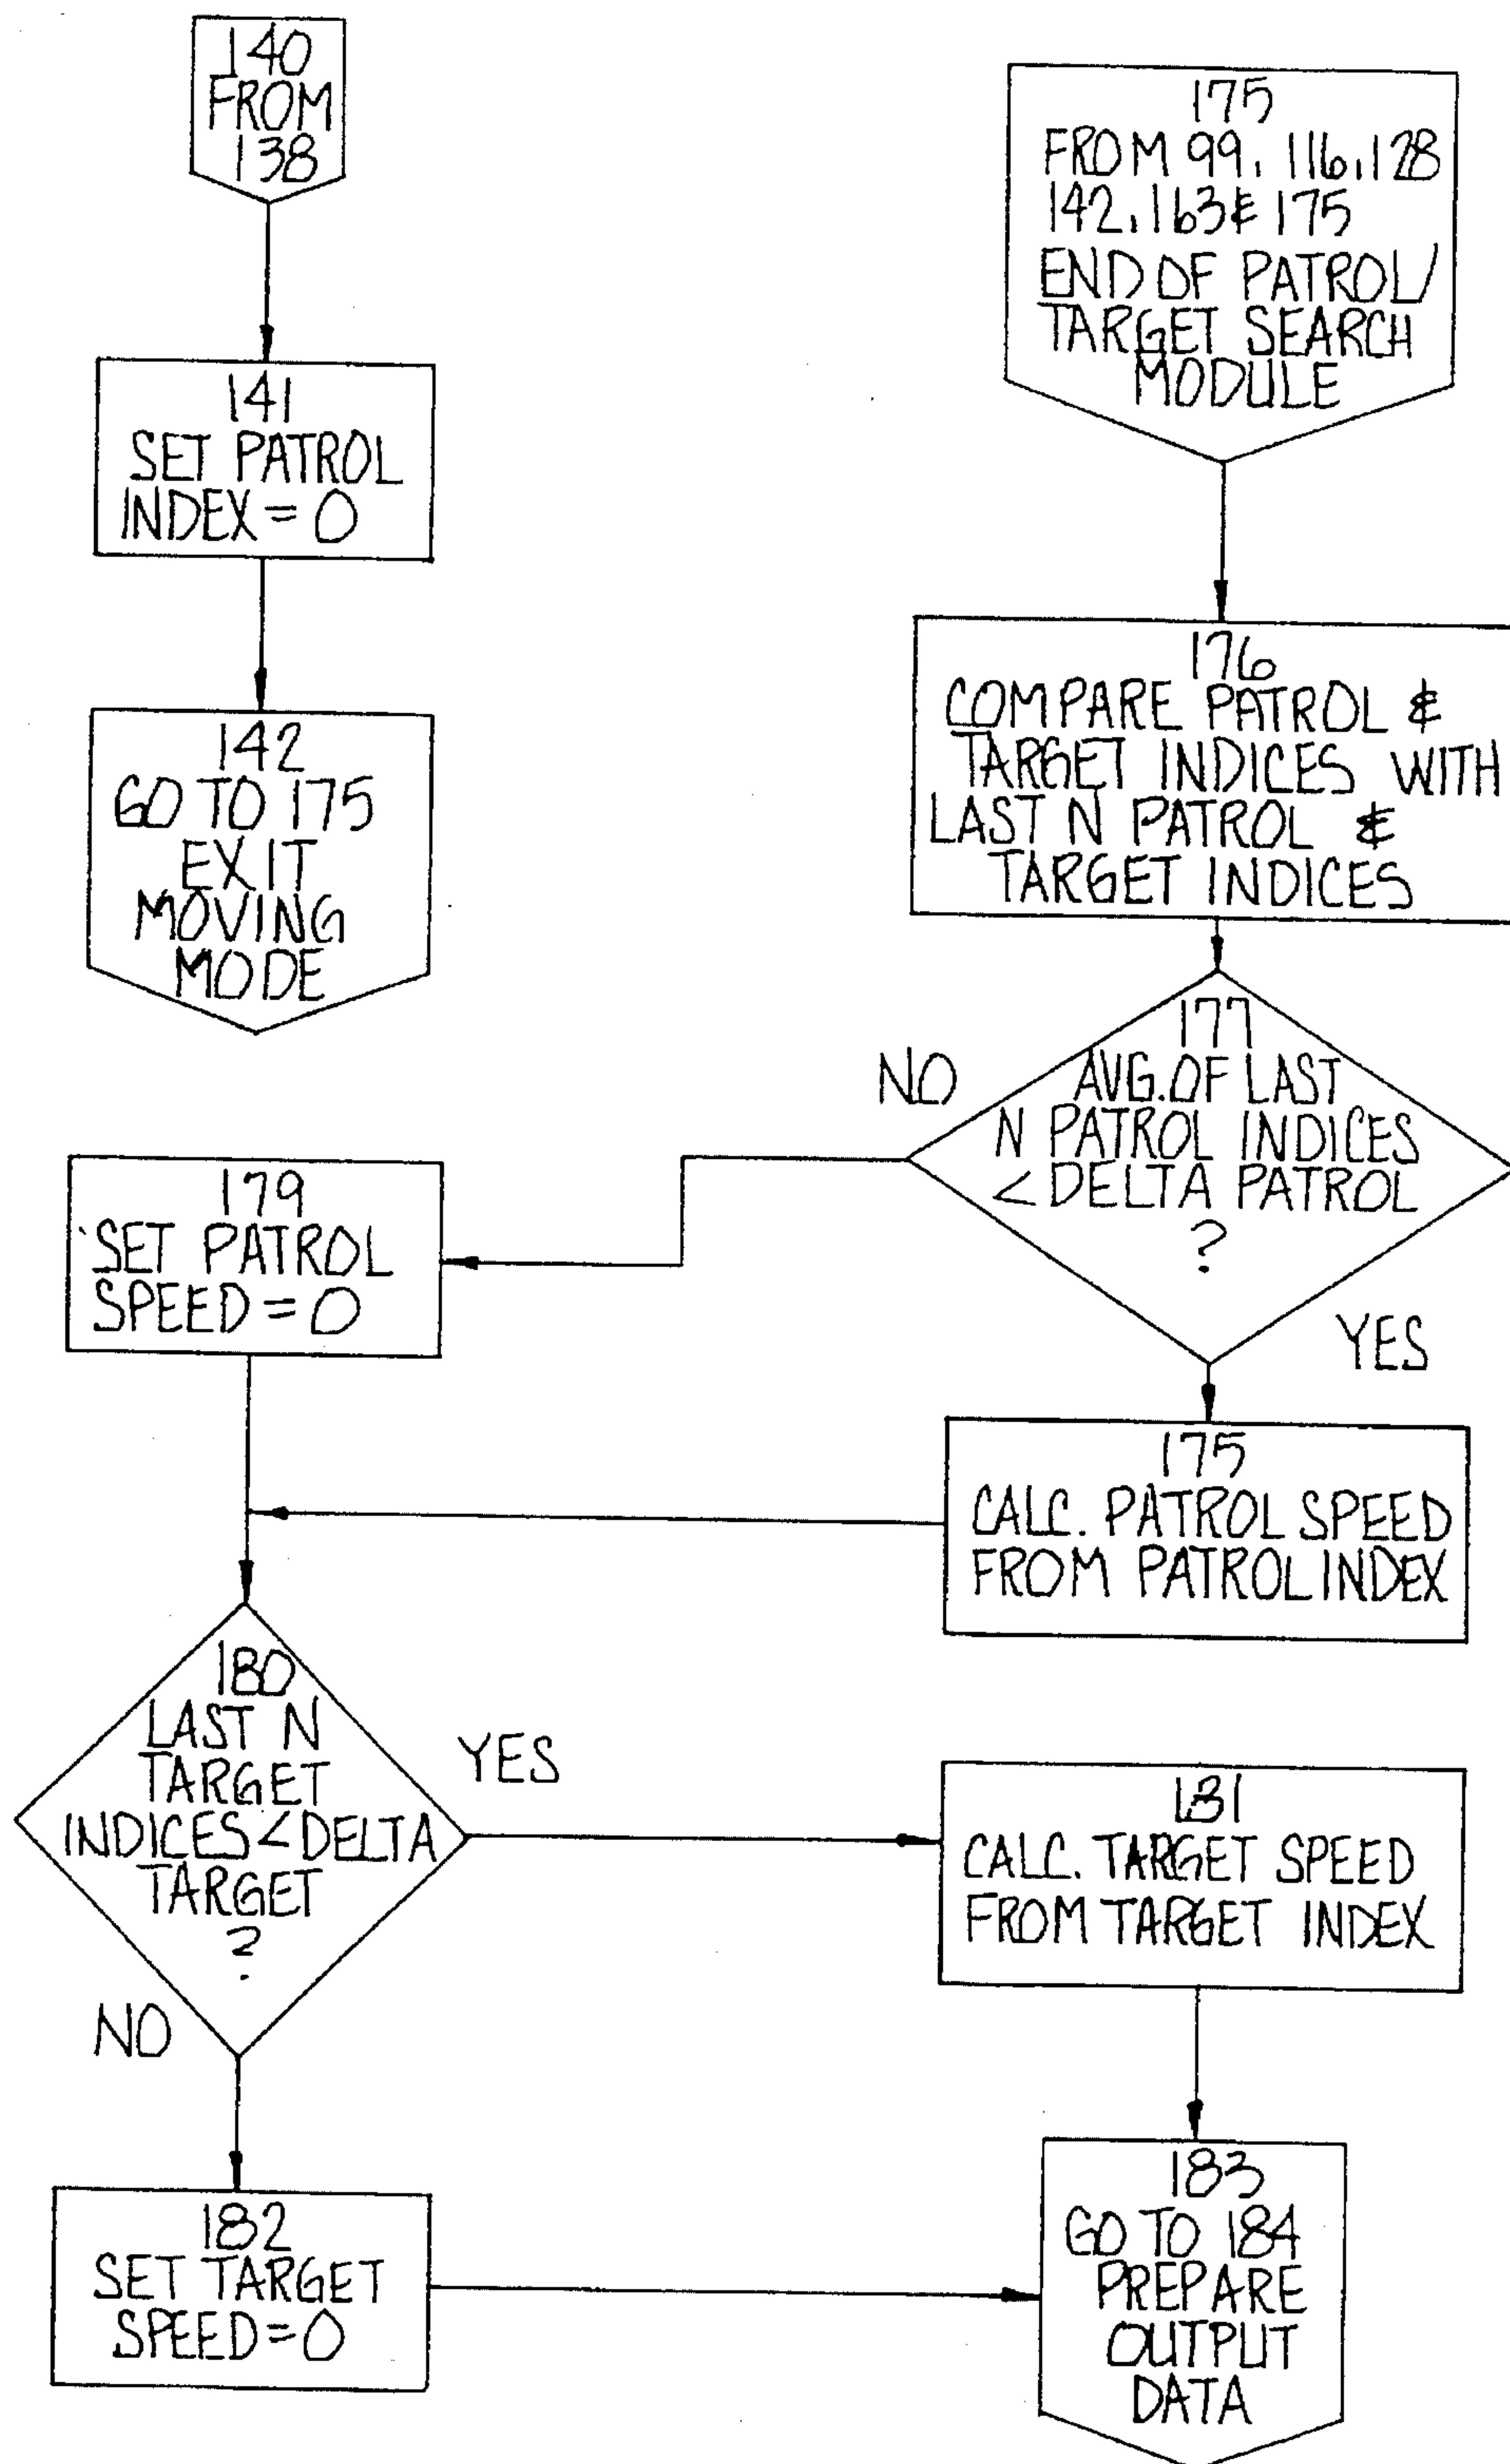 140
FROM
138
141
SET PATROL
INDEX = 0
142
GO TO 175
EXIT
MOVING
MODE
175
FROM 99, 116, 128
142, 163 & 175
END OF PATROL/
TARGET SEARCH
MODULE
176
COMPARE PATROL &
TARGET INDICES WITH
LAST N PATROL &
TARGET INDICES
177
AVG. OF LAST
N PATROL INDICES
< DELTA PATROL
?
NO
YES
179
SET PATROL
SPEED = 0
175
CALC. PATROL SPEED
FROM PATROL INDEX
180
LAST N
TARGET
INDICES < DELTA
TARGET
?
YES
NO
181
CALC. TARGET SPEED
FROM TARGET INDEX
182
SET TARGET
SPEED = 0
183
GO TO 184
PREPARE
OUTPUT
DATA